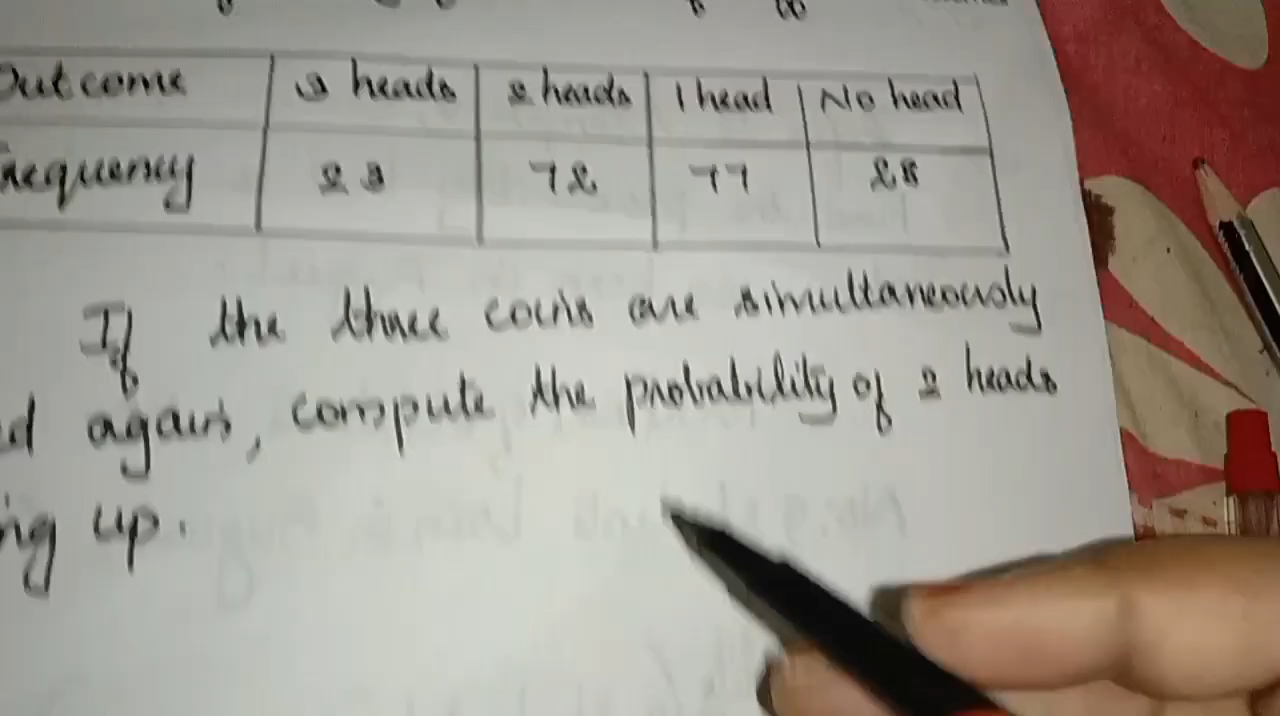 Outcome 3 heads 2 heads 1 head No head
Frequency 23 72 77 28
If the three coins are simultaneously
again, compute the probability of 2 heads
up.